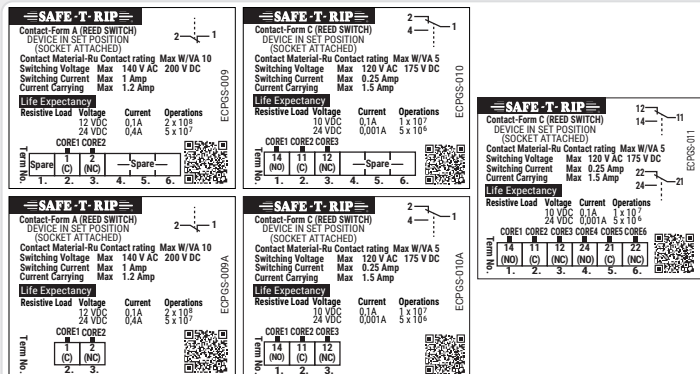 SAFE-T-RIP
Contact-Form A (REED SWITCH)
DEVICE IN SET POSITION
(SOCKET ATTACHED)
2 1
Contact Material-Ru Contact rating Max W/VA 10
Switching Voltage Max 140 V AC 200 V DC
Switching Current Max 1 Amp
Current Carrying Max 1.2 Amp
Life Expectancy
Resistive Load Voltage Current Operations
12 VDC 0,1A 2 x 10⁸
24 VDC 0,4A 5 x 10⁷
CORE1 CORE2
Term No. Spare 1 (C) 2 (NC) Spare
1. 2. 3. 4. 5. 6.
ECPGS-009
SAFE-T-RIP
Contact-Form C (REED SWITCH)
DEVICE IN SET POSITION
(SOCKET ATTACHED)
2 4 1
Contact Material-Ru Contact rating Max W/VA 5
Switching Voltage Max 120 V AC 175 V DC
Switching Current Max 0.25 Amp
Current Carrying Max 1.5 Amp
Life Expectancy
Resistive Load Voltage Current Operations
10 VDC 0,1A 1 x 10⁷
24 VDC 0,001A 5 x 10⁶
CORE1 CORE2 CORE3
Term No. 14 (NO) 11 (C) 12 (NC) Spare
1. 2. 3. 4. 5. 6.
ECPGS-010
SAFE-T-RIP
Contact-Form C (REED SWITCH)
DEVICE IN SET POSITION
(SOCKET ATTACHED)
12 14 11
Contact Material-Ru Contact rating Max W/VA 5
Switching Voltage Max 120 V AC 175 V DC
Switching Current Max 0.25 Amp
Current Carrying Max 1.5 Amp
22 24 21
Life Expectancy
Resistive Load Voltage Current Operations
10 VDC 0,1A 1 x 10⁷
24 VDC 0,001A 5 x 10⁶
CORE1 CORE2 CORE3 CORE4 CORE5 CORE6
Term No. 14 (NO) 11 (C) 12 (NC) 24 (NO) 21 (C) 22 (NC)
1. 2. 3. 4. 5. 6.
ECPGS-011
SAFE-T-RIP
Contact-Form A (REED SWITCH)
DEVICE IN SET POSITION
(SOCKET ATTACHED)
2 1
Contact Material-Ru Contact rating Max W/VA 10
Switching Voltage Max 140 V AC 200 V DC
Switching Current Max 1 Amp
Current Carrying Max 1.2 Amp
Life Expectancy
Resistive Load Voltage Current Operations
12 VDC 0,1A 2 x 10⁸
24 VDC 0,4A 5 x 10⁷
CORE1 CORE2
Term No. 1 (C) 2 (NC)
2. 3.
ECPGS-009A
SAFE-T-RIP
Contact-Form C (REED SWITCH)
DEVICE IN SET POSITION
(SOCKET ATTACHED)
2 4 1
Contact Material-Ru Contact rating Max W/VA 5
Switching Voltage Max 120 V AC 175 V DC
Switching Current Max 0.25 Amp
Current Carrying Max 1.5 Amp
Life Expectancy
Resistive Load Voltage Current Operations
10 VDC 0,1A 1 x 10⁷
24 VDC 0,001A 5 x 10⁶
CORE1 CORE2 CORE3
Term No. 14 (NO) 11 (C) 12 (NC)
1. 2. 3.
ECPGS-010A